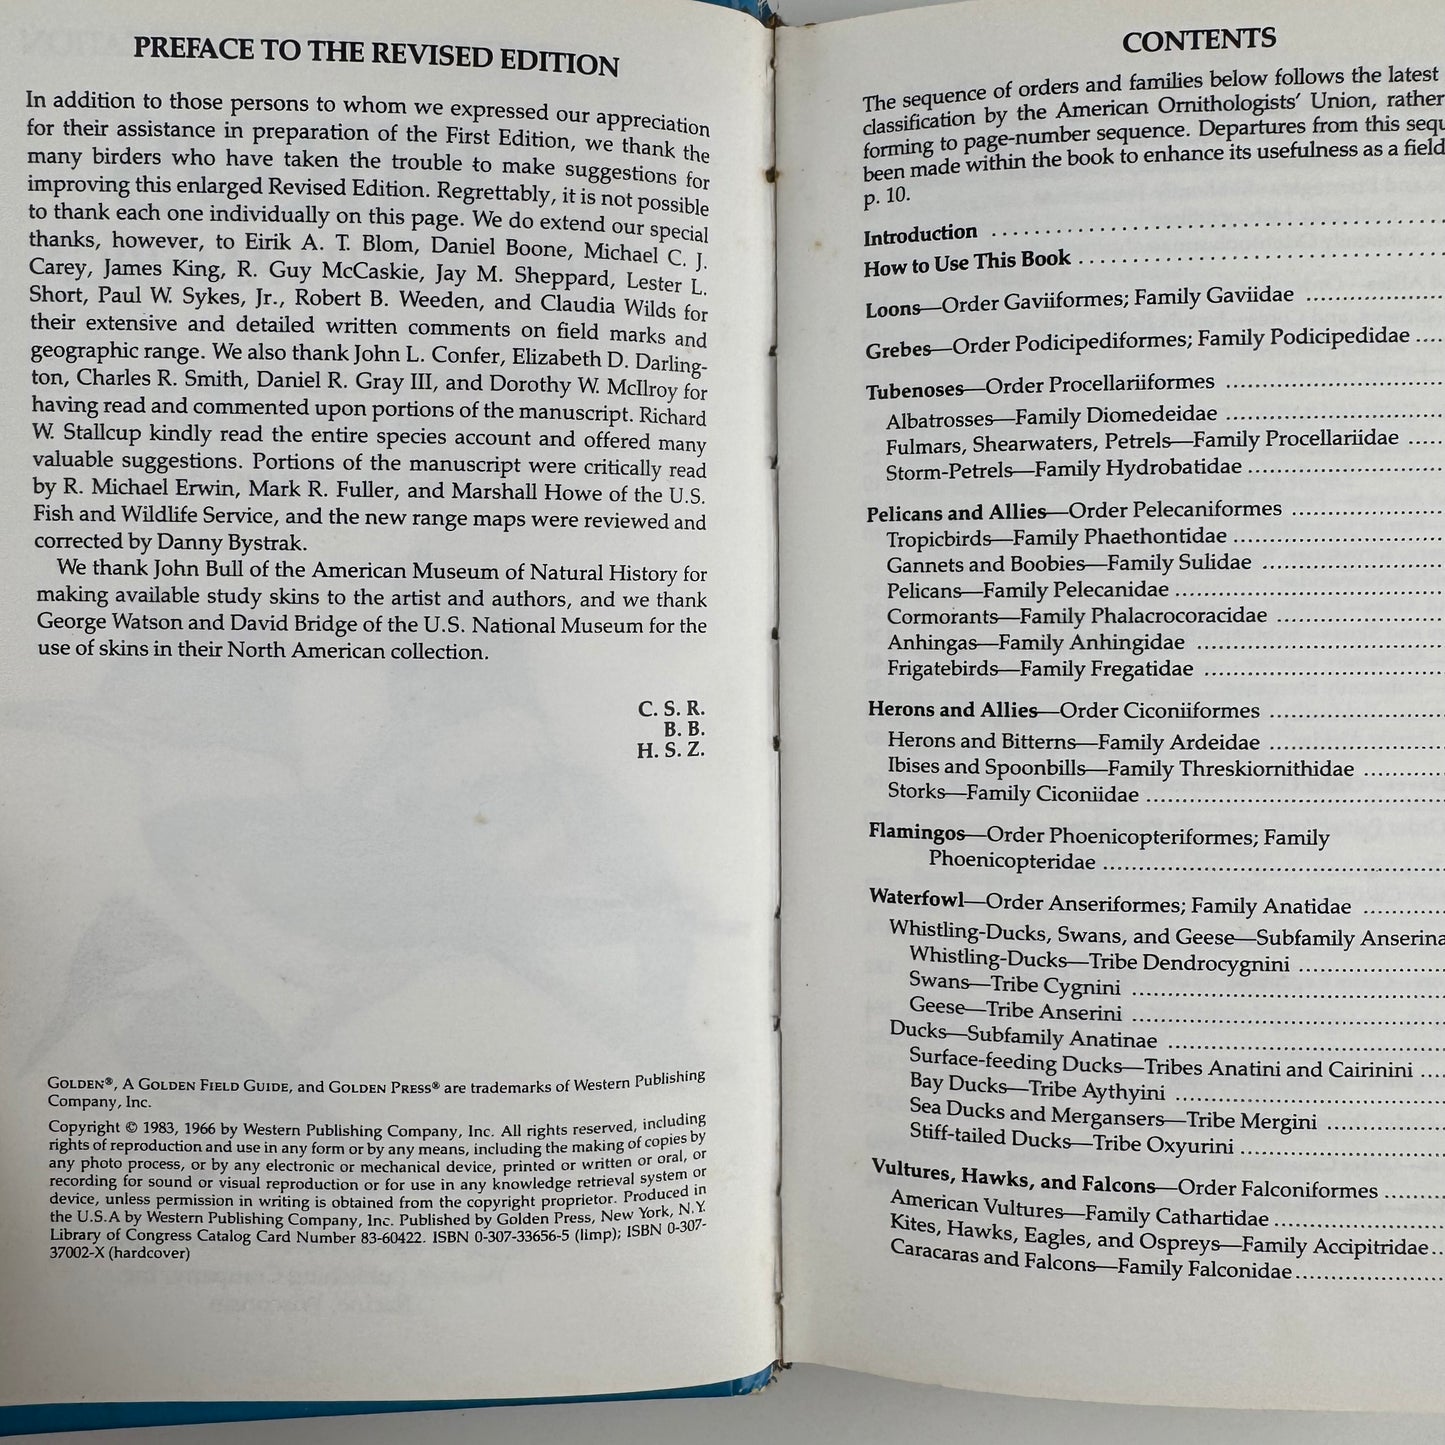 PREFACE TO THE REVISED EDITION
In addition to those persons to whom we expressed our appreciation
for their assistance in preparation of the First Edition, we thank the
many birders who have taken the trouble to make suggestions for
improving this enlarged Revised Edition. Regrettably, it is not possible
to thank each one individually on this page. We do extend our special
thanks, however, to Eirik A. T. Blom, Daniel Boone, Michael C. J.
Carey, James King, R. Guy McCaskie, Jay M. Sheppard, Lester L.
Short, Paul W. Sykes, Jr., Robert B. Weeden, and Claudia Wilds for
their extensive and detailed written comments on field marks and
geographic range. We also thank John L. Confer, Elizabeth D. Darling-
ton, Charles R. Smith, Daniel R. Gray III, and Dorothy W. McIlroy for
having read and commented upon portions of the manuscript. Richard
W. Stallcup kindly read the entire species account and offered many
valuable suggestions. Portions of the manuscript were critically read
by R. Michael Erwin, Mark R. Fuller, and Marshall Howe of the U.S.
Fish and Wildlife Service, and the new range maps were reviewed and
corrected by Danny Bystrak.
We thank John Bull of the American Museum of Natural History for
making available study skins to the artist and authors, and we thank
George Watson and David Bridge of the U.S. National Museum for the
use of skins in their North American collection.
C. S. R.
B. B.
H. S. Z.
GOLDEN®, A GOLDEN FIELD GUIDE, and GOLDEN PRESS® are trademarks of Western Publishing
Company, Inc.
Copyright © 1983, 1966 by Western Publishing Company, Inc. All rights reserved, including
rights of reproduction and use in any form or by any means, including the making of copies by
any photo process, or by any electronic or mechanical device, printed or written or oral, or
recording for sound or visual reproduction or for use in any knowledge retrieval system or
device, unless permission in writing is obtained from the copyright proprietor. Produced in
the U.S.A by Western Publishing Company, Inc. Published by Golden Press, New York, N.Y.
Library of Congress Catalog Card Number 83-60422. ISBN 0-307-33656-5 (limp); ISBN 0-307-
37002-X (hardcover)
CONTENTS
The sequence of orders and families below follows the latest
classification by the American Ornithologists' Union, rather
forming to page-number sequence. Departures from this sequ
been made within the book to enhance its usefulness as a field
p. 10.
Introduction
How to Use This Book
Loons—Order Gaviiformes; Family Gaviidae
Grebes—Order Podicipediformes; Family Podicipedidae
Tubenoses—Order Procellariiformes
Albatrosses—Family Diomedeidae
Fulmars, Shearwaters, Petrels—Family Procellariidae
Storm-Petrels—Family Hydrobatidae
Pelicans and Allies—Order Pelecaniformes
Tropicbirds—Family Phaethontidae
Gannets and Boobies—Family Sulidae
Pelicans—Family Pelecanidae
Cormorants—Family Phalacrocoracidae
Anhingas—Family Anhingidae
Frigatebirds—Family Fregatidae
Herons and Allies—Order Ciconiiformes
Herons and Bitterns—Family Ardeidae
Ibises and Spoonbills—Family Threskiornithidae
Storks—Family Ciconiidae
Flamingos—Order Phoenicopteriformes; Family
Phoenicopteridae
Waterfowl—Order Anseriformes; Family Anatidae
Whistling-Ducks, Swans, and Geese—Subfamily Anserina
Whistling-Ducks—Tribe Dendrocygnini
Swans—Tribe Cygnini
Geese—Tribe Anserini
Ducks—Subfamily Anatinae
Surface-feeding Ducks—Tribes Anatini and Cairinini
Bay Ducks—Tribe Aythyini
Sea Ducks and Mergansers—Tribe Mergini
Stiff-tailed Ducks—Tribe Oxyurini
Vultures, Hawks, and Falcons—Order Falconiformes
American Vultures—Family Cathartidae
Kites, Hawks, Eagles, and Ospreys—Family Accipitridae
Caracaras and Falcons—Family Falconidae